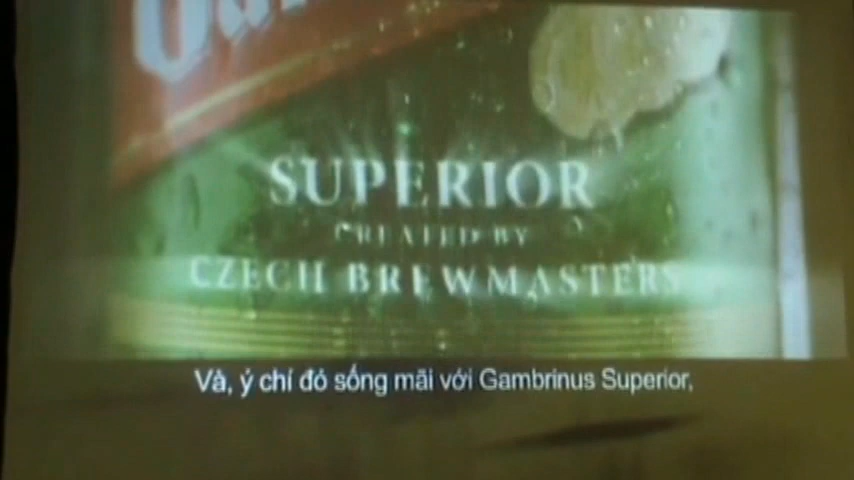 SUPERIOR
CREATED BY
CZECH BREWMASTERS
Và, ý chí đó sống mãi với Gambrinus Superior,